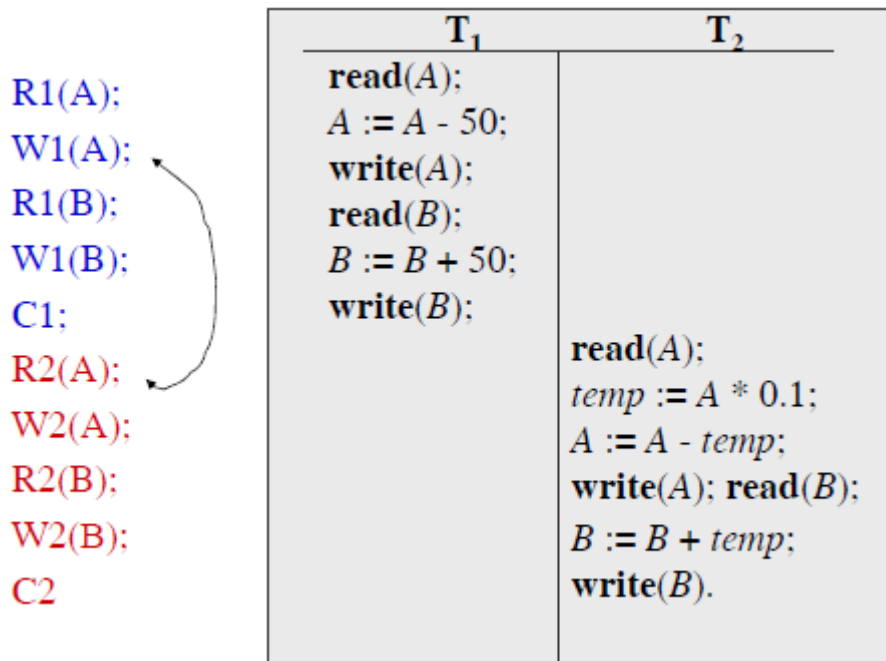 R1(A);
W1(A);
R1(B);
W1(B);
C1;
R2(A);
W2(A);
R2(B);
W2(B);
C2
T1 T2
read(A);
A := A - 50;
write(A);
read(B);
B := B + 50;
write(B);
read(A);
temp := A * 0.1;
A := A - temp;
write(A); read(B);
B := B + temp;
write(B).